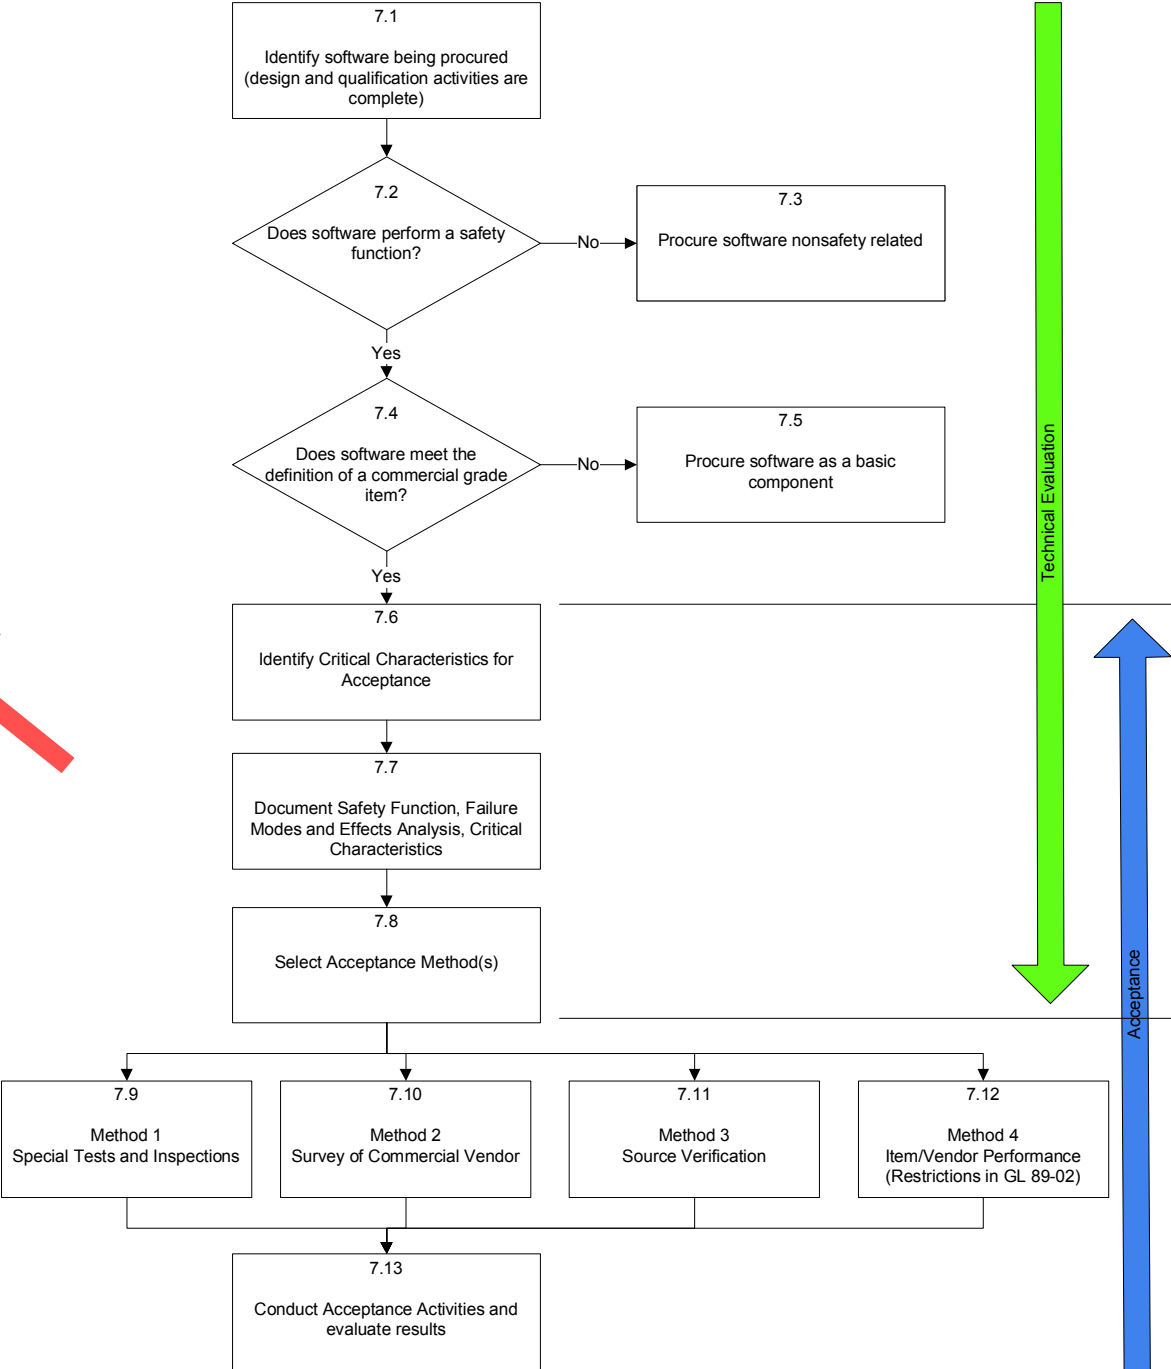 7.1
Identify software being procured
(design and qualification activities are
complete)
7.2
Does software perform a safety
function?
No
7.3
Procure software nonsafety related
Yes
7.4
Does software meet the
definition of a commercial grade
item?
No
7.5
Procure software as a basic
component
Technical Evaluation
Yes
7.6
Identify Critical Characteristics for
Acceptance
7.7
Document Safety Function, Failure
Modes and Effects Analysis, Critical
Characteristics
7.8
Select Acceptance Method(s)
Acceptance
7.9
Method 1
Special Tests and Inspections
7.10
Method 2
Survey of Commercial Vendor
7.11
Method 3
Source Verification
7.12
Method 4
Item/Vendor Performance
(Restrictions in GL 89-02)
7.13
Conduct Acceptance Activities and
evaluate results